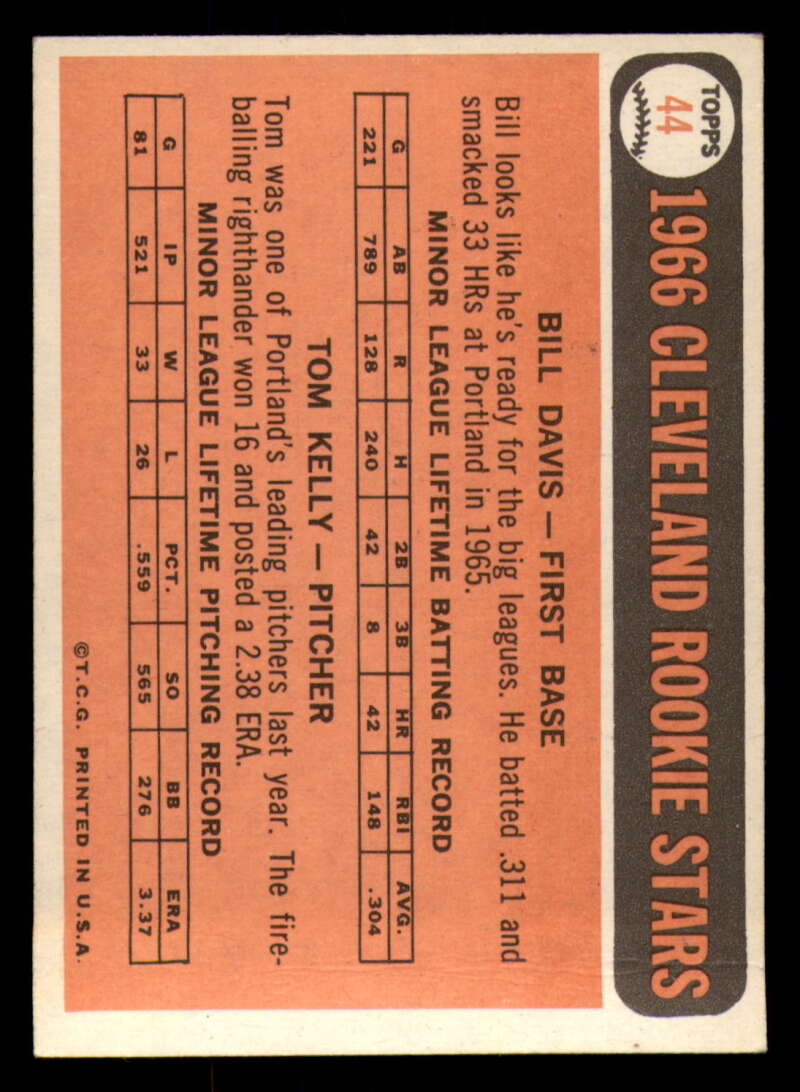 TOPPS
44
1966 CLEVELAND ROOKIE STARS
BILL DAVIS — FIRST BASE
Bill looks like he's ready for the big leagues. He batted .311 and
smacked 33 HRs at Portland in 1965.
MINOR LEAGUE LIFETIME BATTING RECORD
G AB R H 2B 3B HR RBI AVG.
221 789 128 240 42 8 42 148 .304
TOM KELLY — PITCHER
Tom was one of Portland's leading pitchers last year. The fire-
balling righthander won 16 and posted a 2.38 ERA.
MINOR LEAGUE LIFETIME PITCHING RECORD
G IP W L PCT. SO BB ERA
81 521 33 26 .559 565 276 3.37
©T.C.G. PRINTED IN U.S.A.